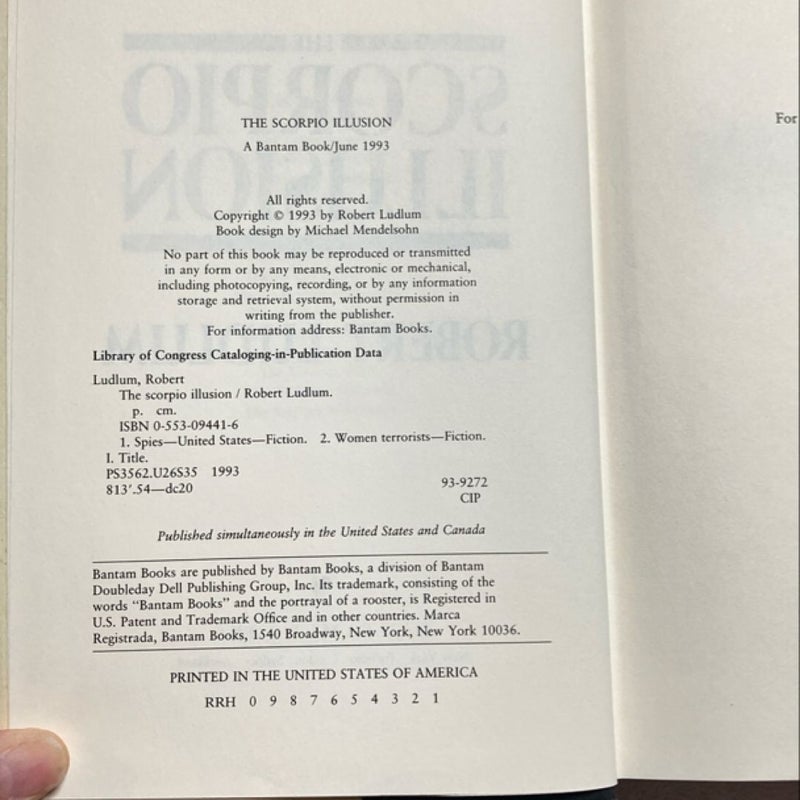 THE SCORPIO ILLUSION
A Bantam Book/June 1993
All rights reserved.
Copyright © 1993 by Robert Ludlum
Book design by Michael Mendelsohn
No part of this book may be reproduced or transmitted
in any form or by any means, electronic or mechanical,
including photocopying, recording, or by any information
storage and retrieval system, without permission in
writing from the publisher.
For information address: Bantam Books.
Library of Congress Cataloging-in-Publication Data
Ludlum, Robert
The scorpio illusion / Robert Ludlum.
p. cm.
ISBN 0-553-09441-6
1. Spies—United States—Fiction. 2. Women terrorists—Fiction.
I. Title.
PS3562.U26S35 1993
813'.54—dc20
93-9272
CIP
Published simultaneously in the United States and Canada
Bantam Books are published by Bantam Books, a division of Bantam
Doubleday Dell Publishing Group, Inc. Its trademark, consisting of the
words "Bantam Books" and the portrayal of a rooster, is Registered in
U.S. Patent and Trademark Office and in other countries. Marca
Registrada, Bantam Books, 1540 Broadway, New York, New York 10036.
PRINTED IN THE UNITED STATES OF AMERICA
RRH 0 9 8 7 6 5 4 3 2 1
For